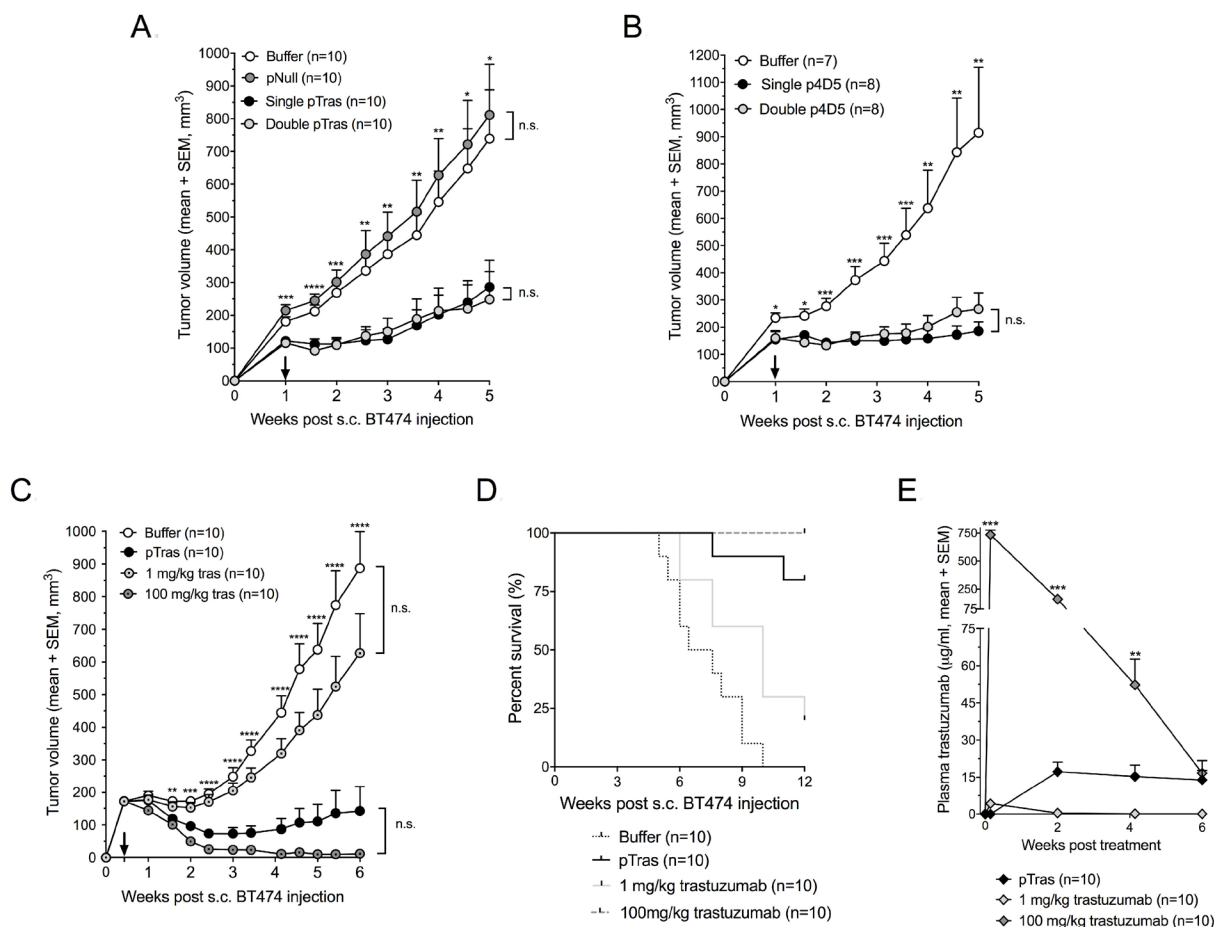 A
Tumor volume (mean + SEM, mm³)
1000
900
800
700
600
500
400
300
200
100
0
Buffer (n=10)
pNull (n=10)
Single pTras (n=10)
Double pTras (n=10)
***
****
***
**
**
**
**
*
*
n.s.
n.s.
0 1 2 3 4 5
Weeks post s.c. BT474 injection
B
Tumor volume (mean + SEM, mm³)
1200
1100
1000
900
800
700
600
500
400
300
200
100
0
Buffer (n=7)
Single p4D5 (n=8)
Double p4D5 (n=8)
*
*
***
***
***
***
**
**
**
n.s.
0 1 2 3 4 5
Weeks post s.c. BT474 injection
C
Tumor volume (mean + SEM, mm³)
1000
900
800
700
600
500
400
300
200
100
0
Buffer (n=10)
pTras (n=10)
1 mg/kg tras (n=10)
100 mg/kg tras (n=10)
**
***
****
****
****
****
****
****
****
****
n.s.
n.s.
0 1 2 3 4 5 6
Weeks post s.c. BT474 injection
D
Percent survival (%)
100
75
50
25
0
0 3 6 9 12
Weeks post s.c. BT474 injection
Buffer (n=10)
pTras (n=10)
1 mg/kg trastuzumab (n=10)
100mg/kg trastuzumab (n=10)
E
Plasma trastuzumab (µg/ml, mean + SEM)
750
500
250
75
75
60
45
30
15
0
***
***
**
0 2 4 6
Weeks post treatment
pTras (n=10)
1 mg/kg trastuzumab (n=10)
100 mg/kg trastuzumab (n=10)